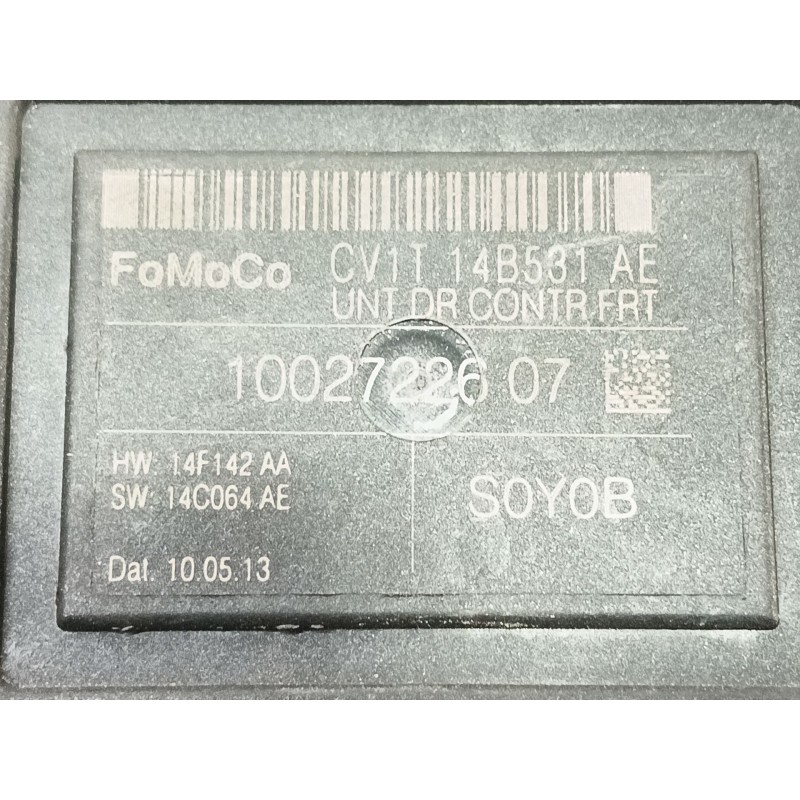 FoMoCo CV1T 14B531 AE
UNT DR CONTR FRT
10027226 07
HW: 14F142 AA
SW: 14C064 AE
S0Y0B
Dat. 10.05.13